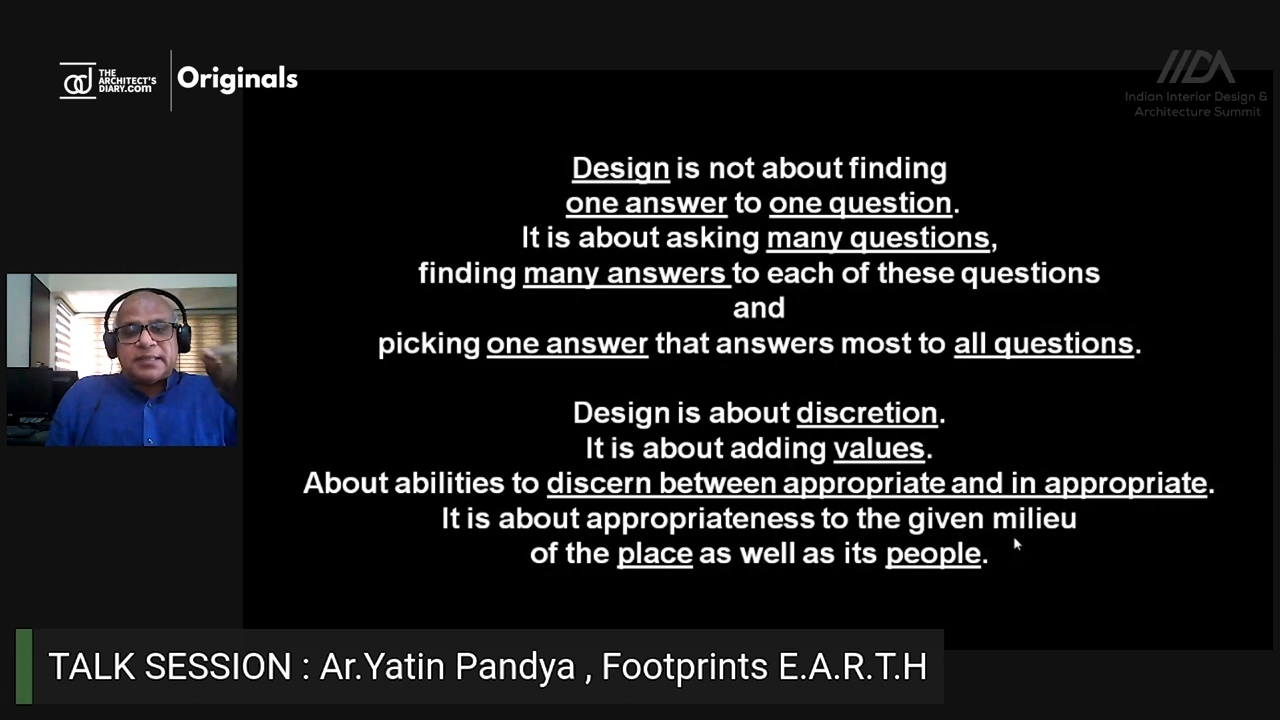 THE
ARCHITECT'S
DIARY.com
Originals
Indian Interior Design &
Architecture Summit
Design is not about finding
one answer to one question.
It is about asking many questions,
finding many answers to each of these questions
and
picking one answer that answers most to all questions.
Design is about discretion.
It is about adding values.
About abilities to discern between appropriate and in appropriate.
It is about appropriateness to the given milieu
of the place as well as its people.
TALK SESSION : Ar.Yatin Pandya , Footprints E.A.R.T.H